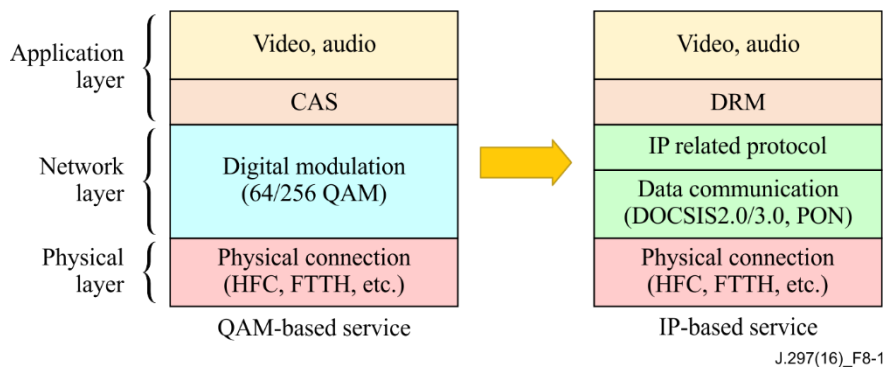 Application
layer
Network
layer
Physical
layer
Video, audio
CAS
Digital modulation
(64/256 QAM)
Physical connection
(HFC, FTTH, etc.)
QAM-based service
Video, audio
DRM
IP related protocol
Data communication
(DOCSIS2.0/3.0, PON)
Physical connection
(HFC, FTTH, etc.)
IP-based service
J.297(16)_F8-1